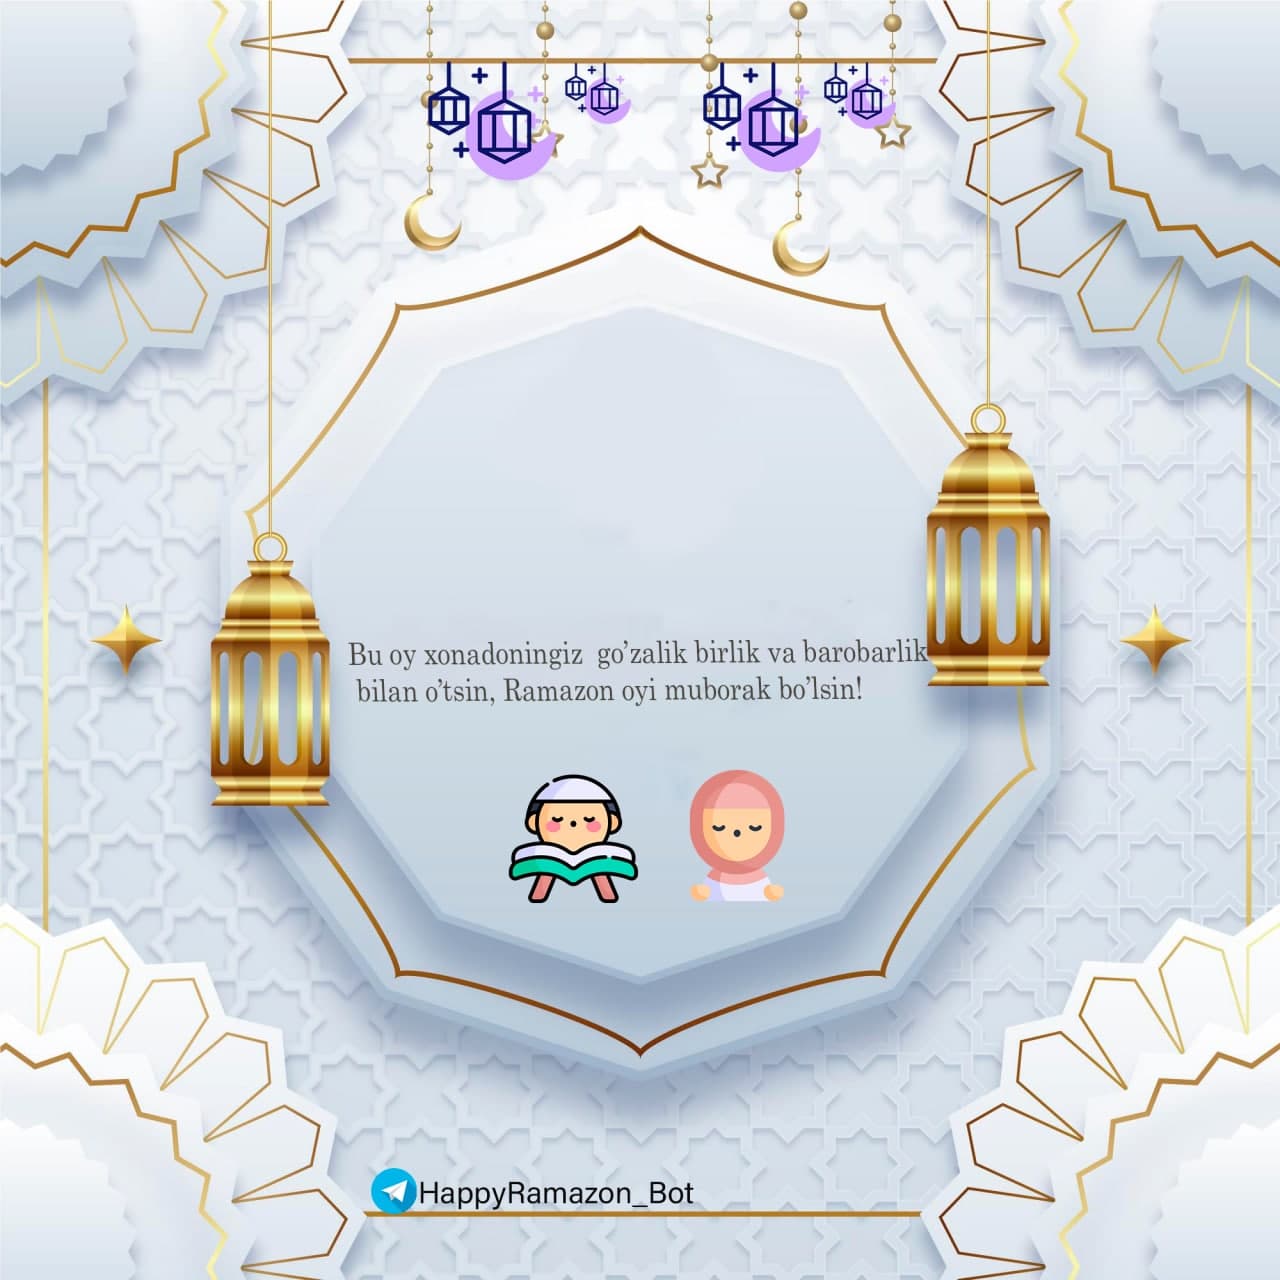 Bu oy xonadoningiz go’zalik birlik va barobarlik
bilan o’tsin, Ramazon oyi muborak bo’lsin!
HappyRamazon_Bot